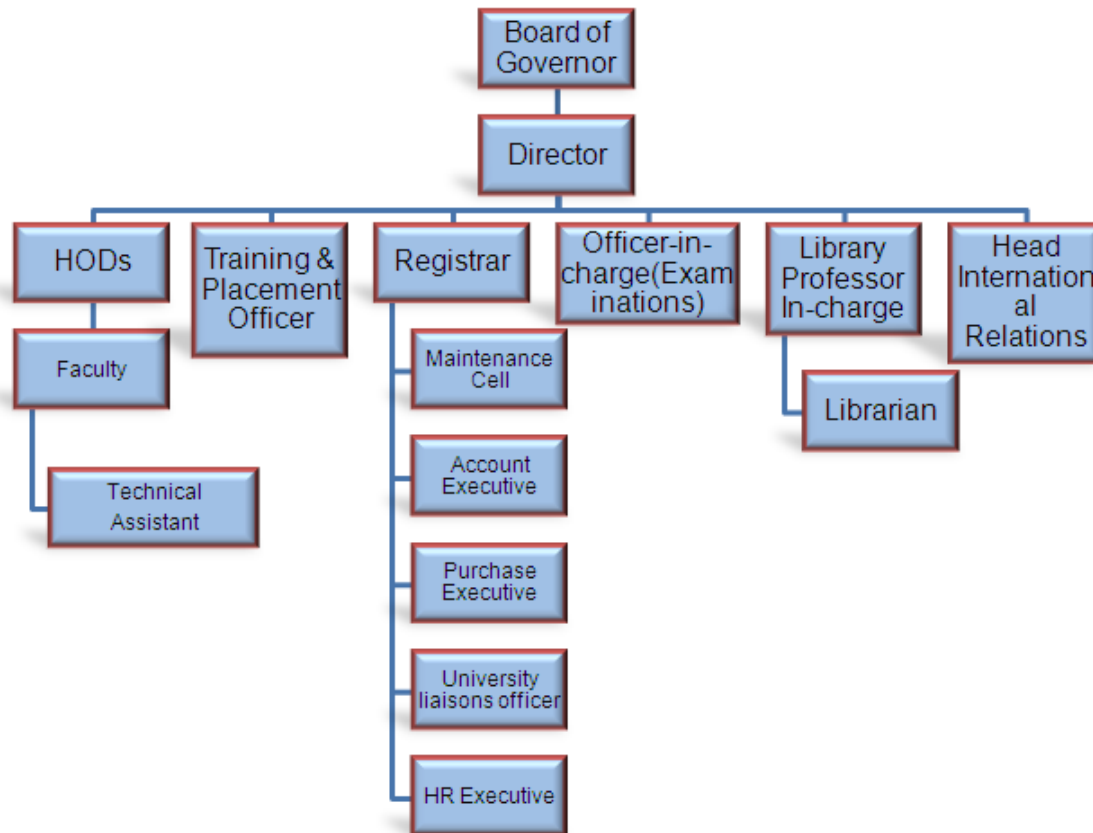 Board of
Governor
Director
HODs
Training &
Placement
Officer
Registrar
Officer-in-
charge(Exam
inations)
Library
Professor
In-charge
Head
Internation
al
Relations
Faculty
Technical
Assistant
Maintenance
Cell
Account
Executive
Purchase
Executive
University
liaisons officer
HR Executive
Librarian